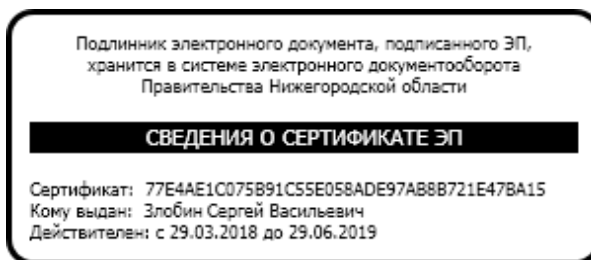 Подлинник электронного документа, подписанного ЭП,
хранится в системе электронного документооборота
Правительства Нижегородской области
СВЕДЕНИЯ О СЕРТИФИКАТЕ ЭП
Сертификат: 77E4AE1C075B91C55E058ADE97AB8B721E47BA15
Кому выдан: Злобин Сергей Васильевич
Действителен: с 29.03.2018 до 29.06.2019